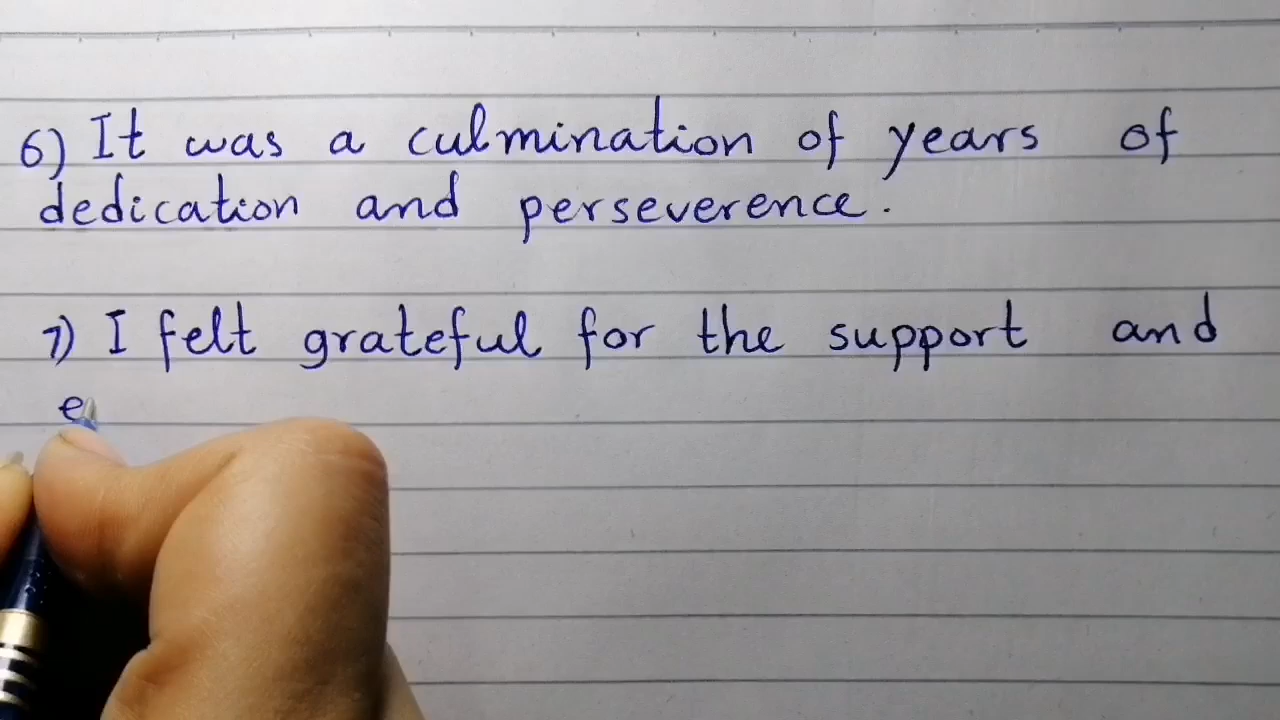 6) It was a culmination of years of
dedication and perseverence.
7) I felt grateful for the support and
e